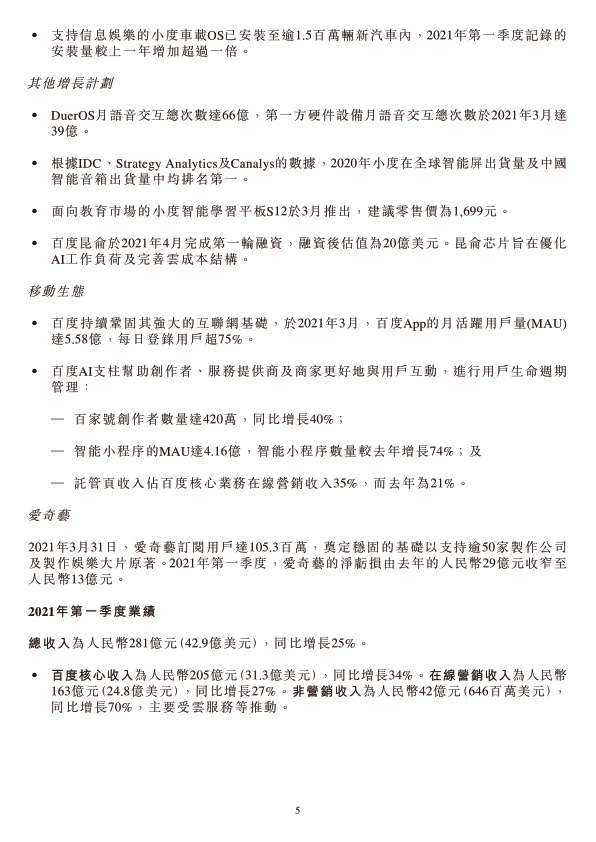 • 支持信息娛樂的小度車載OS已安裝至逾1.5百萬輛新汽車內，2021年第一季度記錄的
安裝量較上一年增加超過一倍。
其他增長計劃
• DuerOS月語音交互總次數達66億，第一方硬件設備月語音交互總次數於2021年3月達
39億。
• 根據IDC、Strategy Analytics及Canalys的數據，2020年小度在全球智能屏出貨量及中國
智能音箱出貨量中均排名第一。
• 面向教育市場的小度智能學習平板S12於3月推出，建議零售價為1,699元。
• 百度昆侖於2021年4月完成第一輪融資，融資後估值為20億美元。昆侖芯片旨在優化
AI工作負荷及完善雲成本結構。
移動生態
• 百度持續鞏固其強大的互聯網基礎，於2021年3月，百度App的月活躍用戶量(MAU)
達5.58億，每日登錄用戶超75%。
• 百度AI支柱幫助創作者、服務提供商及商家更好地與用戶互動，進行用戶生命週期
管理：
— 百家號創作者數量達420萬，同比增長40%；
— 智能小程序的MAU達4.16億，智能小程序數量較去年增長74%；及
— 託管頁收入佔百度核心業務在線營銷收入35%，而去年為21%。
愛奇藝
2021年3月31日，愛奇藝訂閱用戶達105.3百萬，奠定穩固的基礎以支持逾50家製作公司
及製作娛樂大片原著。2021年第一季度，愛奇藝的淨虧損由去年的人民幣29億元收窄至
人民幣13億元。
2021年第一季度業績
總收入為人民幣281億元(42.9億美元)，同比增長25%。
• 百度核心收入為人民幣205億元(31.3億美元)，同比增長34%。在線營銷收入為人民幣
163億元(24.8億美元)，同比增長27%。非營銷收入為人民幣42億元(646百萬美元)，
同比增長70%，主要受雲服務等推動。
5